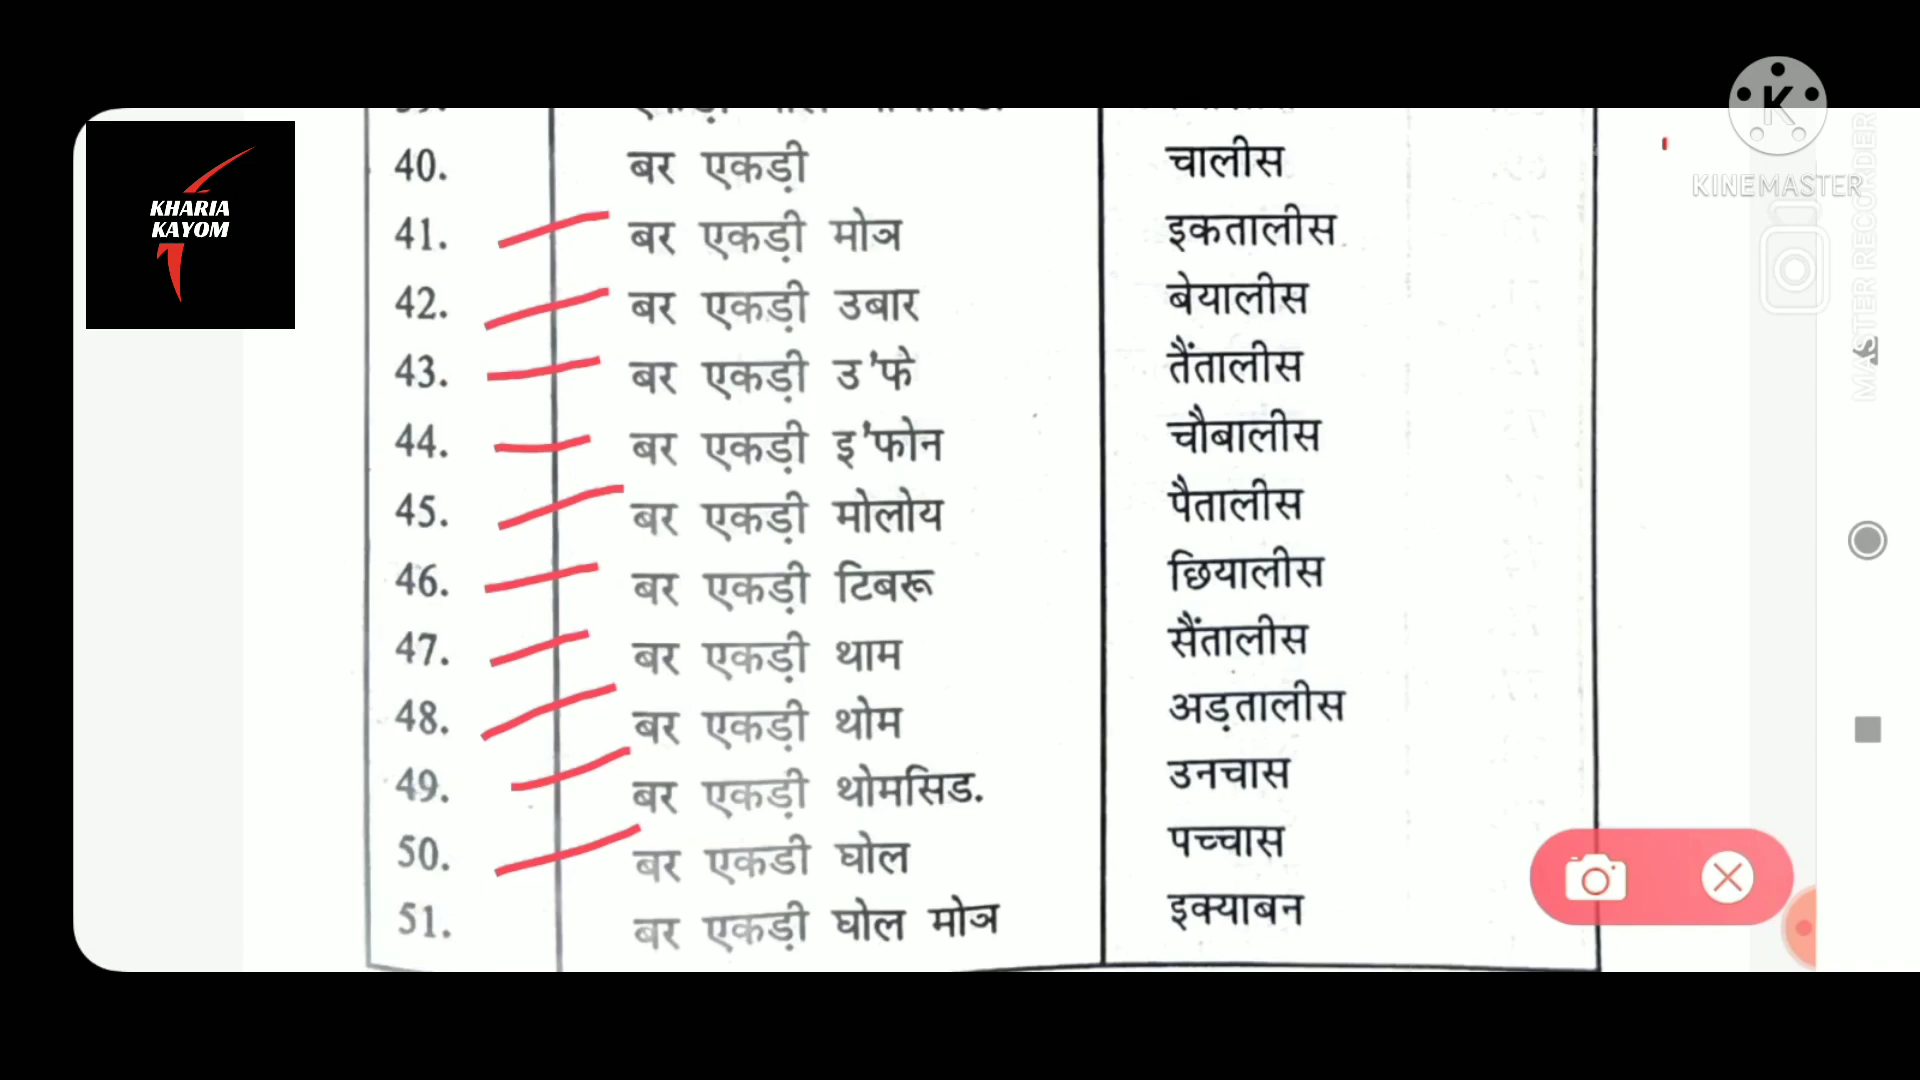 KINEMASTER
MASTER RECORDER
KHARIA
KAYOM
40. बर एकड़ी चालीस
41. बर एकड़ी मोञ इकतालीस
42. बर एकड़ी उबार बेयालीस
43. बर एकड़ी उ'फे तैंतालीस
44. बर एकड़ी इ'फोन चौबालीस
45. बर एकड़ी मोलोय पैतालीस
46. बर एकड़ी टिबरू छियालीस
47. बर एकड़ी थाम सैंतालीस
48. बर एकड़ी थोम अड़तालीस
49. बर एकड़ी थोमसिड. उनचास
50. बर एकडी घोल पच्चास
51. बर एकड़ी घोल मोञ इक्याबन